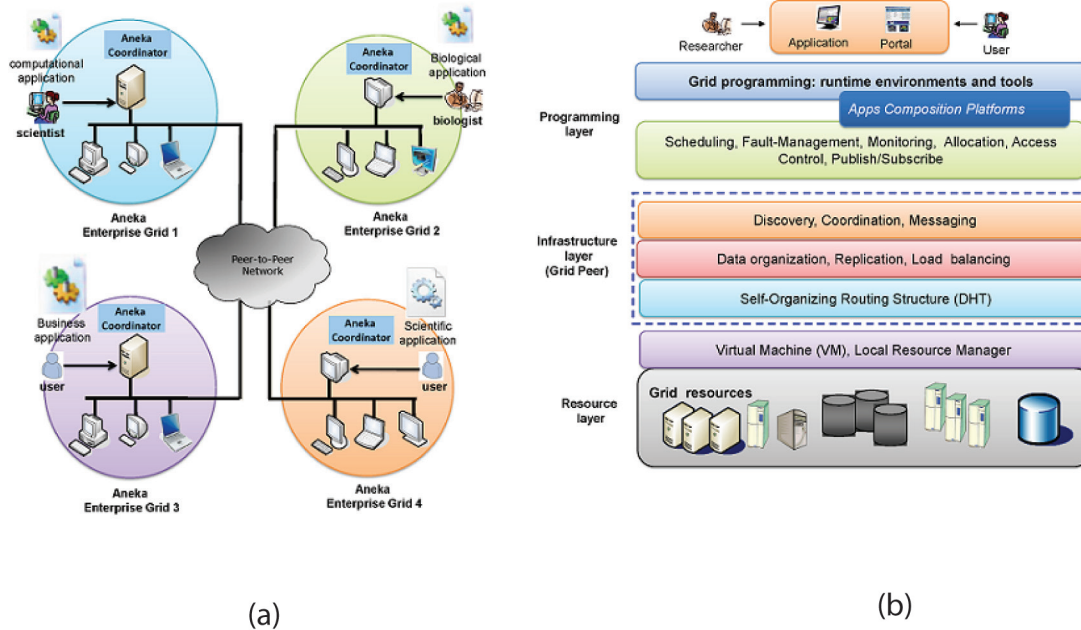 Aneka
Coordinator
computational
application
scientist
Aneka
Enterprise Grid 1
Aneka
Coordinator
Biological
application
biologist
Aneka
Enterprise Grid 2
Peer-to-Peer
Network
Aneka
Coordinator
Business
application
user
Aneka
Enterprise Grid 3
Aneka
Coordinator
Scientific
application
user
Aneka
Enterprise Grid 4
(a)
Researcher
Application
Portal
User
Programming
layer
Grid programming: runtime environments and tools
Apps Composition Platforms
Scheduling, Fault-Management, Monitoring, Allocation, Access
Control, Publish/Subscribe
Infrastructure
layer
(Grid Peer)
Discovery, Coordination, Messaging
Data organization, Replication, Load balancing
Self-Organizing Routing Structure (DHT)
Virtual Machine (VM), Local Resource Manager
Resource
layer
Grid resources
(b)